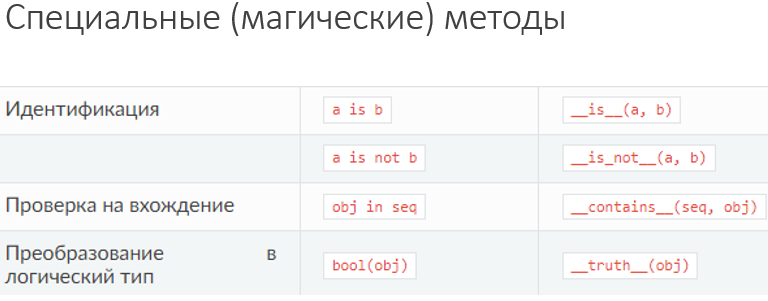 Специальные (магические) методы
Идентификация a is b __is__(a, b)
a is not b __is_not__(a, b)
Проверка на вхождение obj in seq __contains__(seq, obj)
Преобразование в
логический тип bool(obj) __truth__(obj)